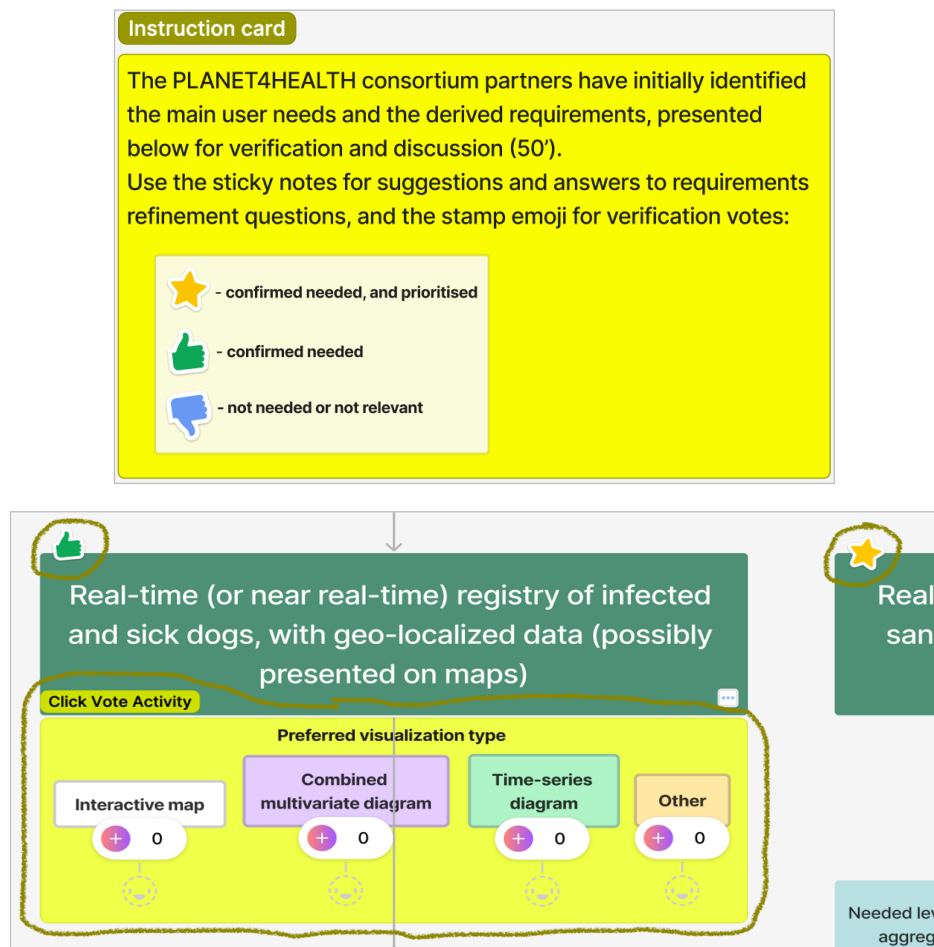 Instruction card
The PLANET4HEALTH consortium partners have initially identified
the main user needs and the derived requirements, presented
below for verification and discussion (50’).
Use the sticky notes for suggestions and answers to requirements
refinement questions, and the stamp emoji for verification votes:
- confirmed needed, and prioritised
- confirmed needed
- not needed or not relevant
Real-time (or near real-time) registry of infected
and sick dogs, with geo-localized data (possibly
presented on maps)
Click Vote Activity
Preferred visualization type
Interactive map
Combined
multivariate diagram
Time-series
diagram
Other
0
0
0
0
Real
san
Needed lev
aggreg